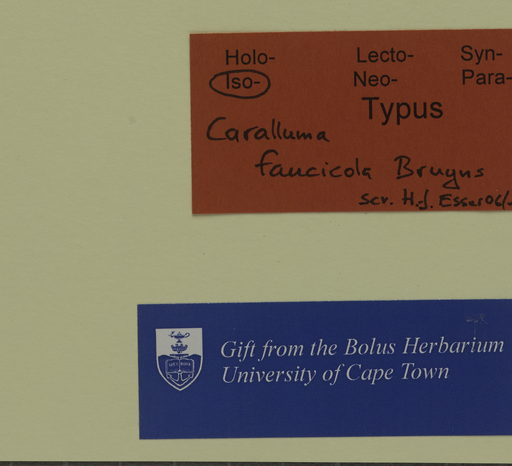 Holo- Lecto- Syn-
Iso- Neo- Para-
Typus
Caralluma
faucicola Bruyns
scr. H.-J. Esser 06/
Gift from the Bolus Herbarium
University of Cape Town